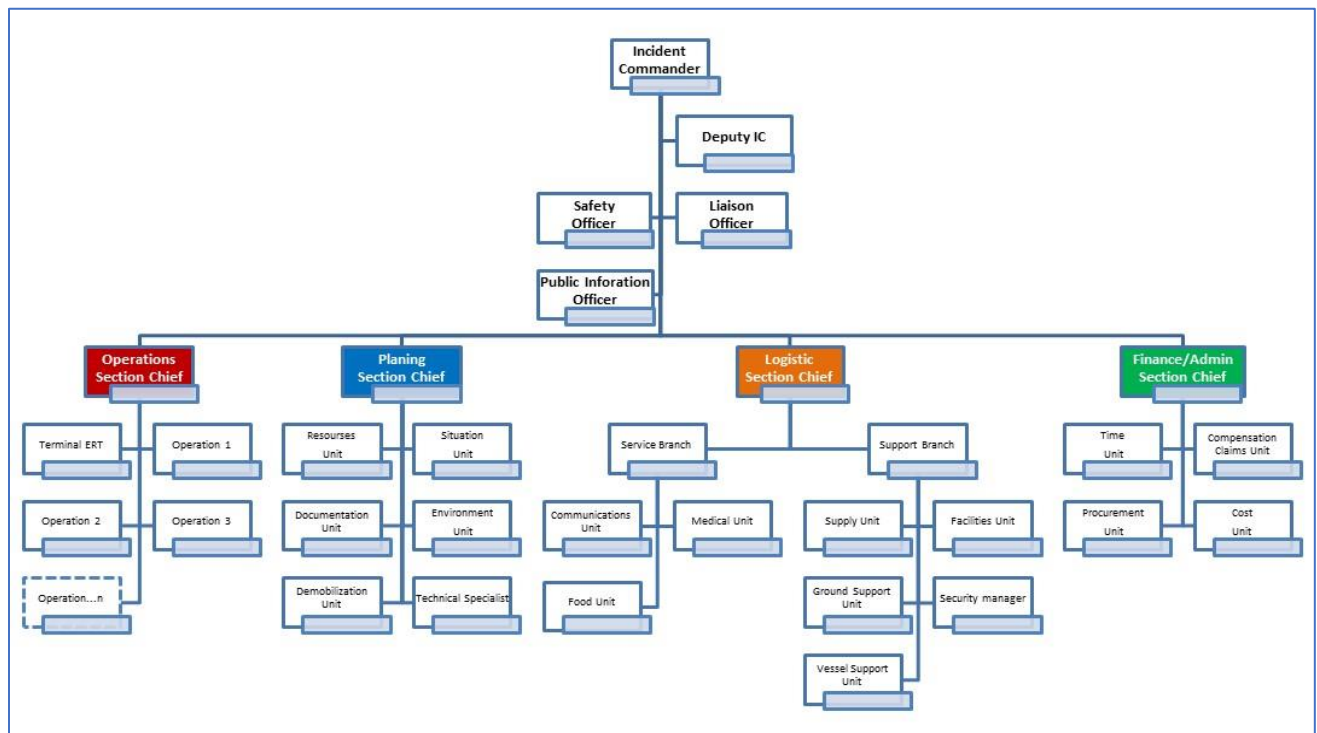 Incident
Commander
Deputy IC
Safety
Officer
Liaison
Officer
Public Inforation
Officer
Operations
Section Chief
Planing
Section Chief
Logistic
Section Chief
Finance/Admin
Section Chief
Terminal ERT
Operation 1
Resourses
Unit
Situation
Unit
Service Branch
Support Branch
Time
Unit
Compensation
Claims Unit
Operation 2
Operation 3
Documentation
Unit
Environment
Unit
Communications
Unit
Medical Unit
Supply Unit
Facilities Unit
Procurement
Unit
Cost
Unit
Operation...n
Demobilization
Unit
Technical Specialist
Food Unit
Ground Support
Unit
Security manager
Vessel Support
Unit